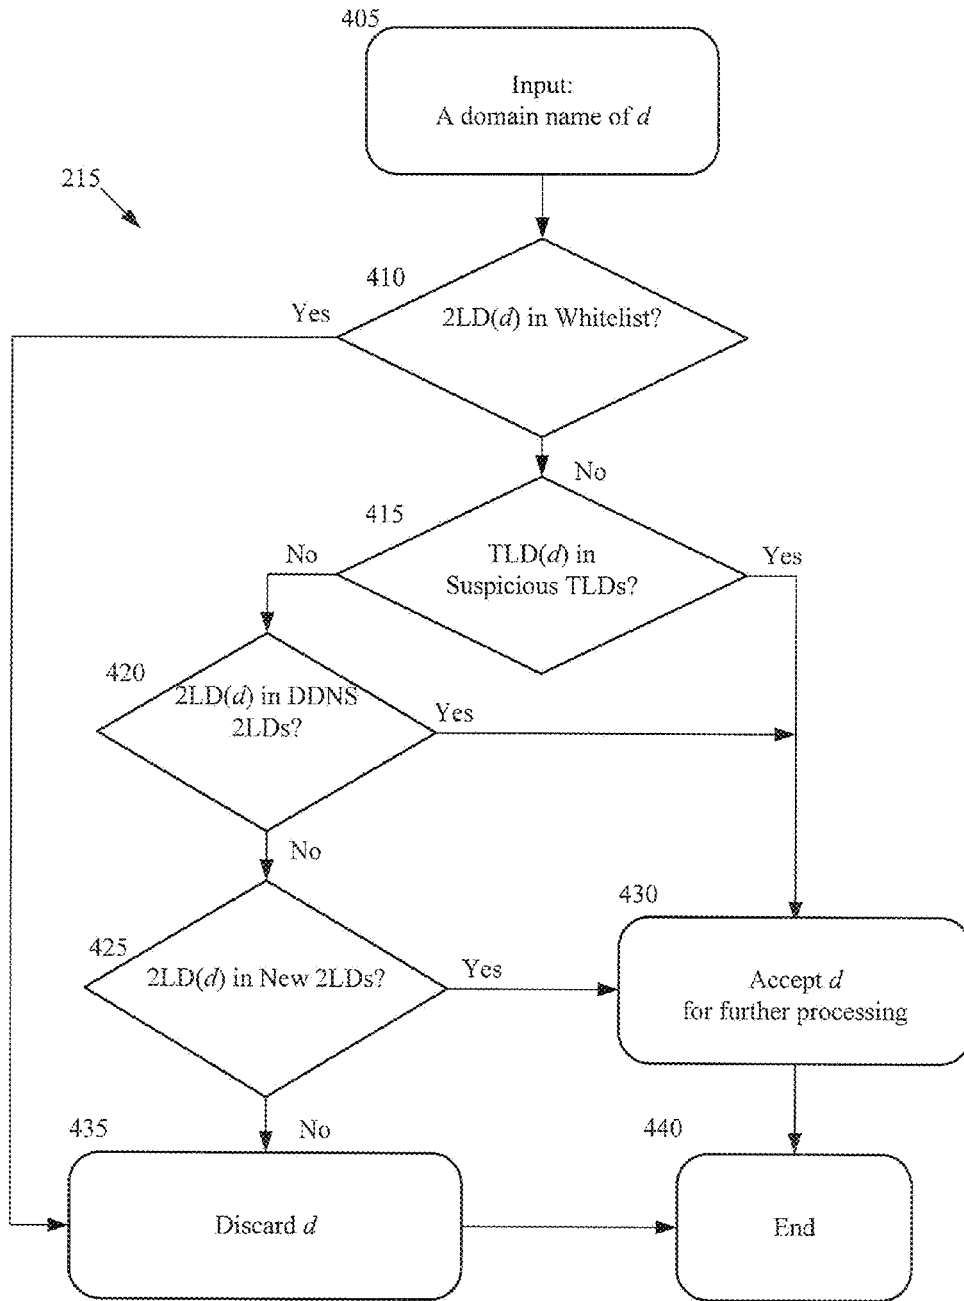 405
Input:
A domain name of d
215
410
Yes
2LD(d) in Whitelist?
No
415
No
TLD(d) in
Suspicious TLDs?
Yes
420
2LD(d) in DDNS
2LDs?
Yes
No
430
425
2LD(d) in New 2LDs?
Yes
Accept d
for further processing
435
No
440
Discard d
End